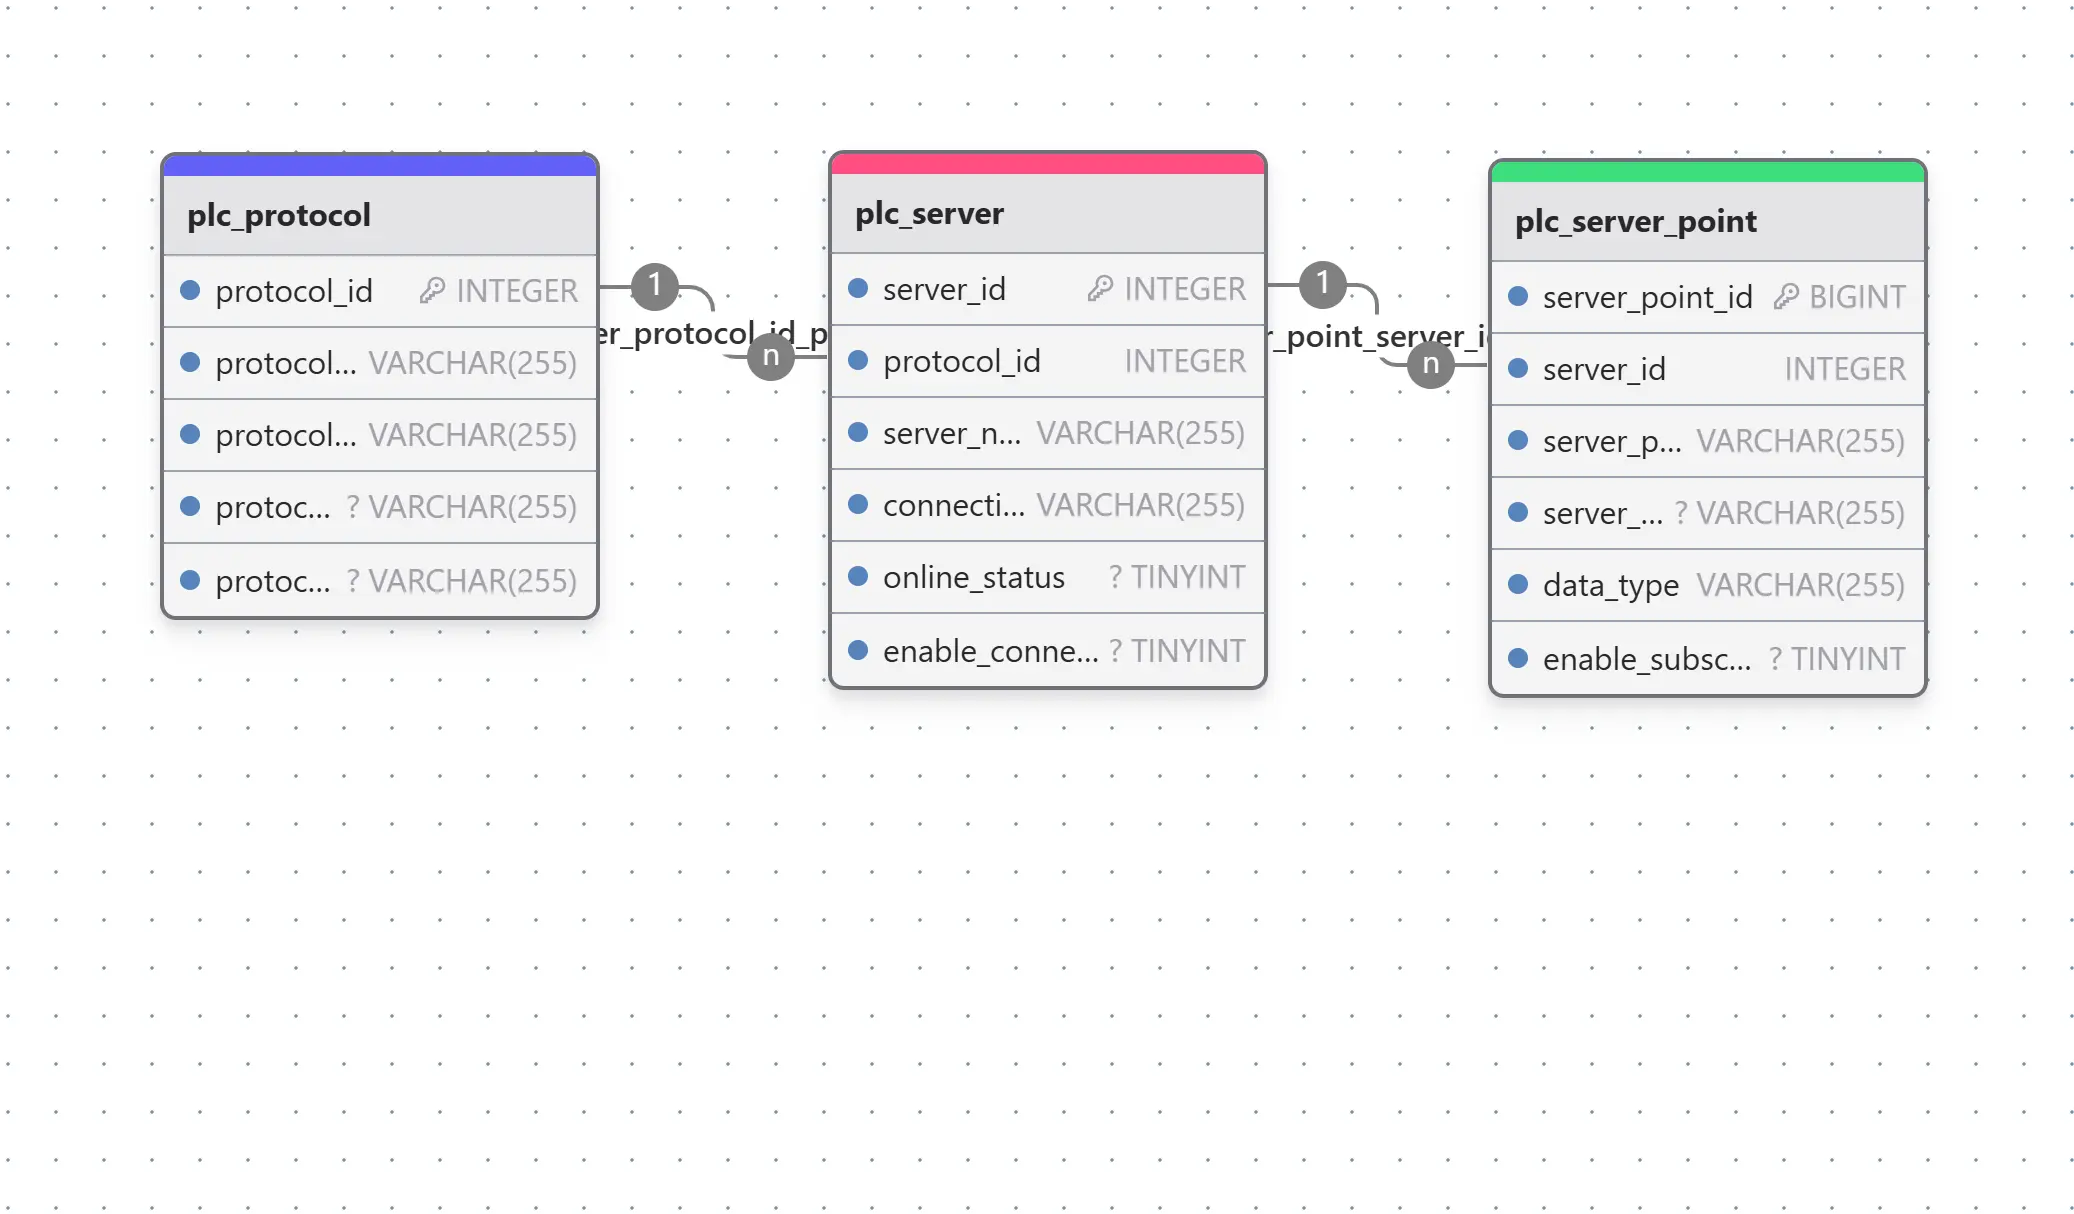 plc_protocol
protocol_id INTEGER
protocol... VARCHAR(255)
protocol... VARCHAR(255)
protoc... ? VARCHAR(255)
protoc... ? VARCHAR(255)
1
er_protocol_id_p
n
plc_server
server_id INTEGER
protocol_id INTEGER
server_n... VARCHAR(255)
connecti... VARCHAR(255)
online_status ? TINYINT
enable_conne... ? TINYINT
1
r_point_server_i
n
plc_server_point
server_point_id BIGINT
server_id INTEGER
server_p... VARCHAR(255)
server_... ? VARCHAR(255)
data_type VARCHAR(255)
enable_subsc... ? TINYINT